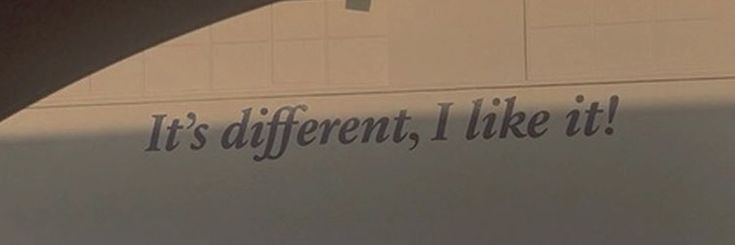 It's different, I like it!